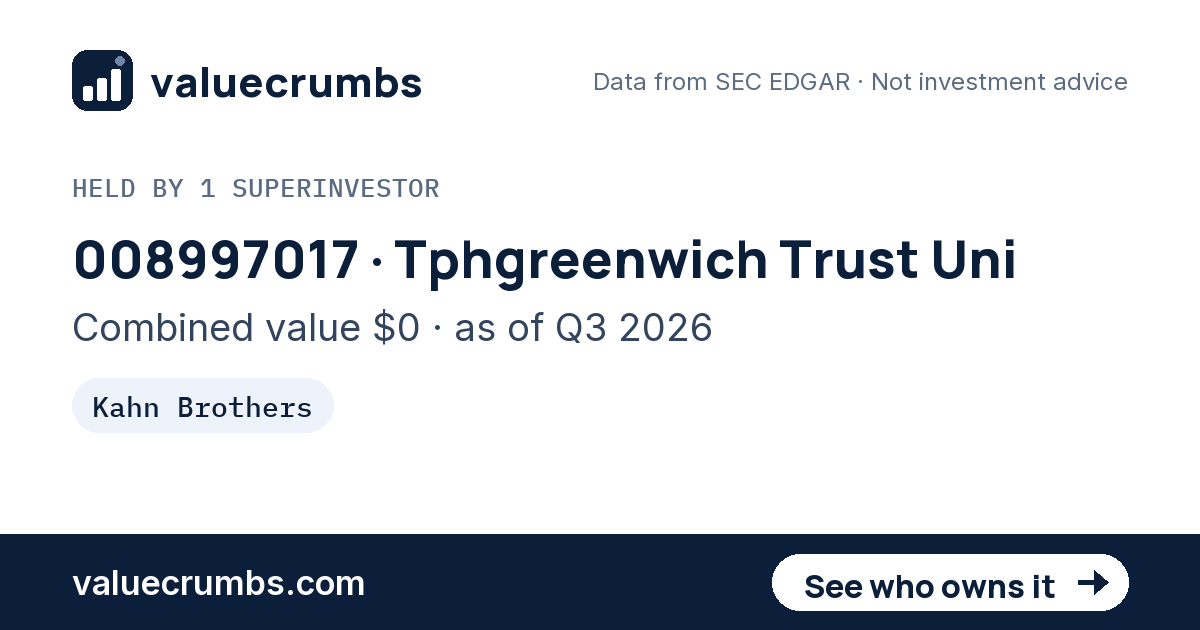 valuecrumbs
Data from SEC EDGAR · Not investment advice
HELD BY 1 SUPERINVESTOR
008997017 · Tphgreenwich Trust Uni
Combined value $0 · as of Q3 2026
Kahn Brothers
valuecrumbs.com
See who owns it →